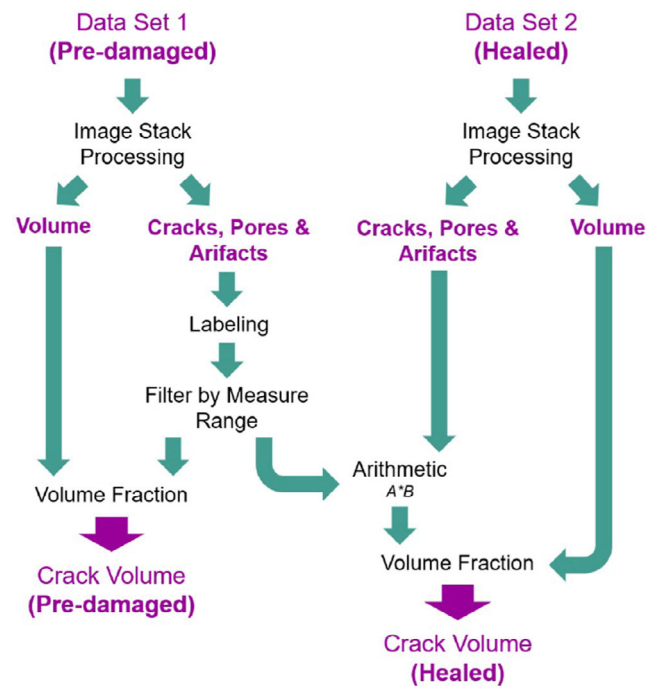 Data Set 1
(Pre-damaged)
Data Set 2
(Healed)
Image Stack
Processing
Image Stack
Processing
Volume
Cracks, Pores &
Arifacts
Cracks, Pores &
Arifacts
Volume
Labeling
Filter by Measure
Range
Arithmetic
A*B
Volume Fraction
Volume Fraction
Crack Volume
(Pre-damaged)
Crack Volume
(Healed)